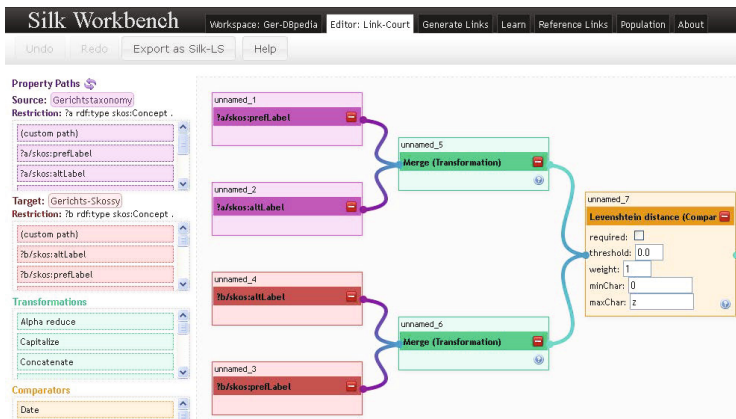 Silk Workbench
Workspace: Ger-DBpedia
Editor: Link-Court
Generate Links
Learn
Reference Links
Population
About
Undo
Redo
Export as Silk-LS
Help
Property Paths
Source: Gerichtstaxonomy
Restriction: ?a rdf:type skos:Concept .
(custom path)
?a/skos:prefLabel
?a/skos:altLabel
Target: Gerichts-Skossy
Restriction: ?b rdf:type skos:Concept .
(custom path)
?b/skos:altLabel
?b/skos:prefLabel
Transformations
Alpha reduce
Capitalize
Concatenate
Comparators
Date
unnamed_1
?a/skos:prefLabel
unnamed_2
?a/skos:altLabel
unnamed_4
?b/skos:altLabel
unnamed_3
?b/skos:prefLabel
unnamed_5
Merge (Transformation)
unnamed_6
Merge (Transformation)
unnamed_7
Levenshtein distance (Compar
required:
threshold: 0.0
weight: 1
minChar: 0
maxChar: z